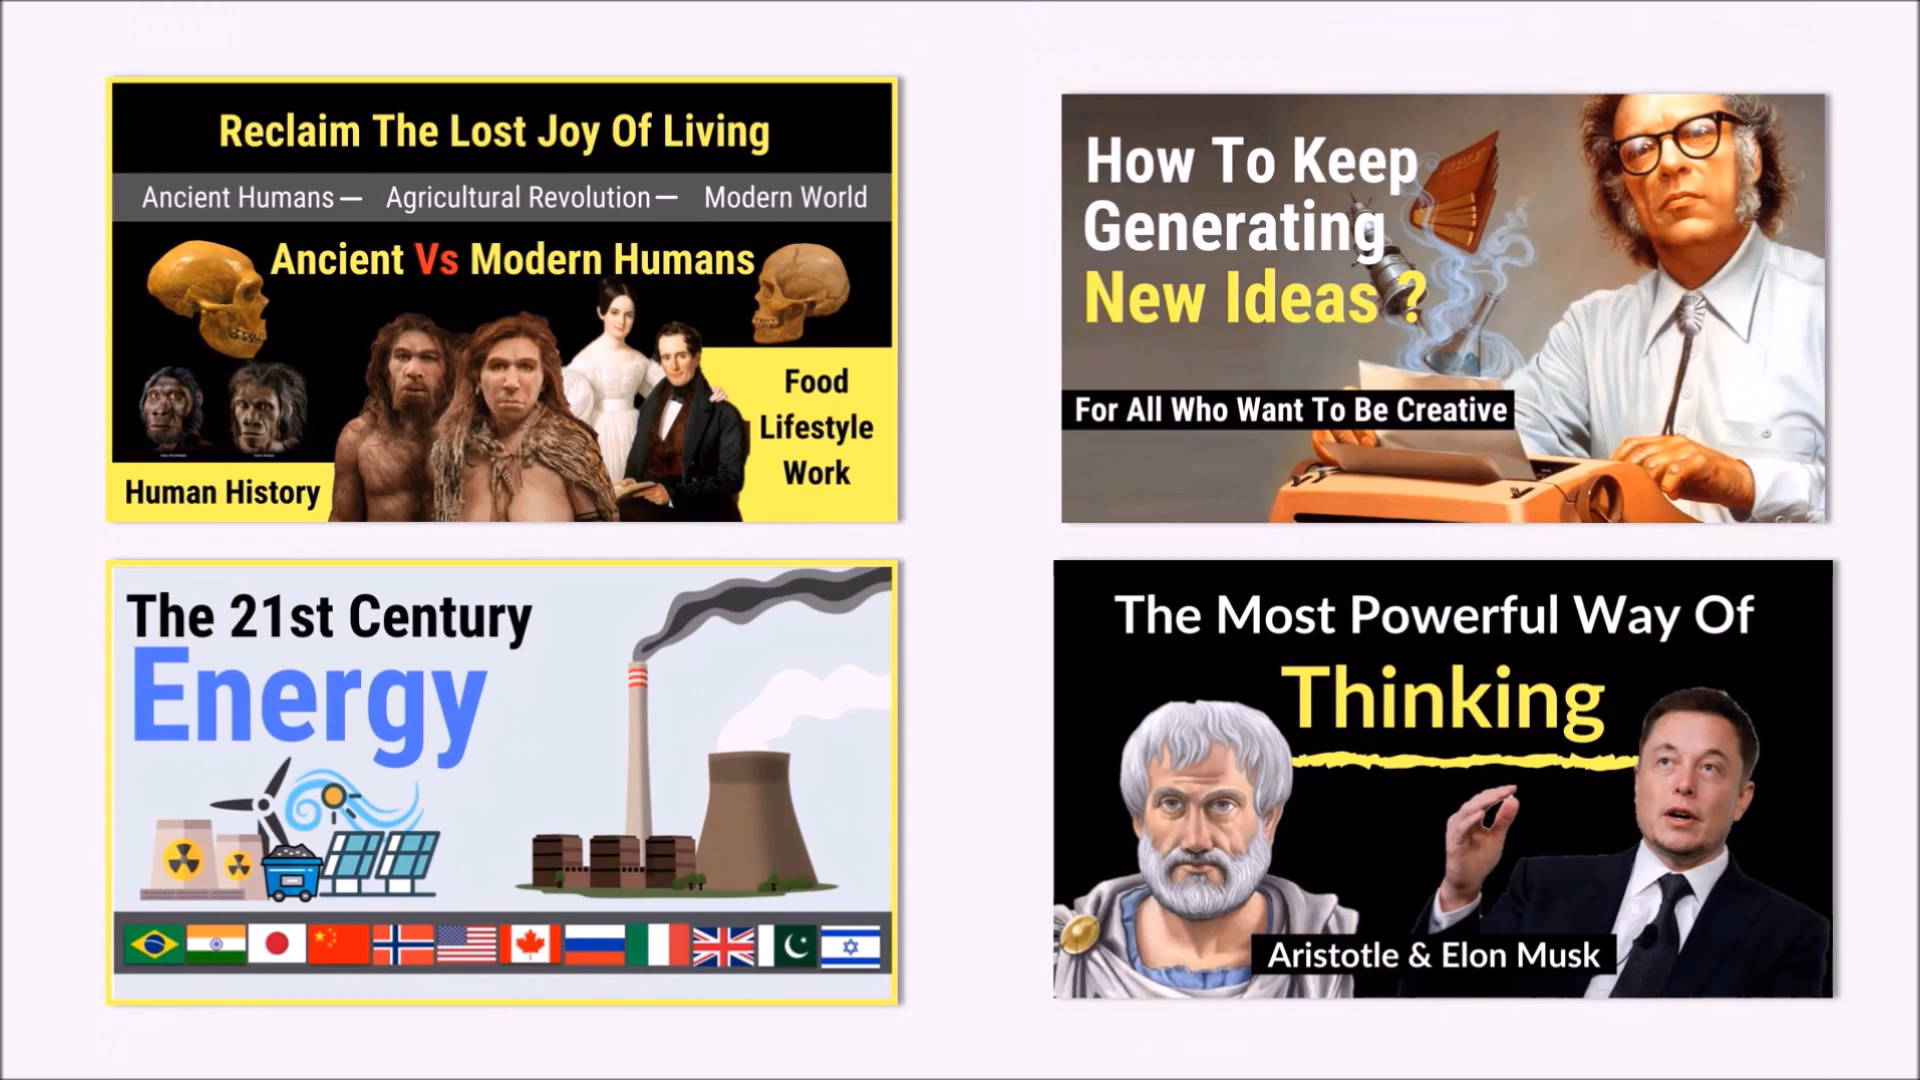 Reclaim The Lost Joy Of Living
Ancient Humans — Agricultural Revolution — Modern World
Ancient Vs Modern Humans
Food
Lifestyle
Work
Human History
How To Keep
Generating
New Ideas ?
For All Who Want To Be Creative
The 21st Century
Energy
The Most Powerful Way Of
Thinking
Aristotle & Elon Musk